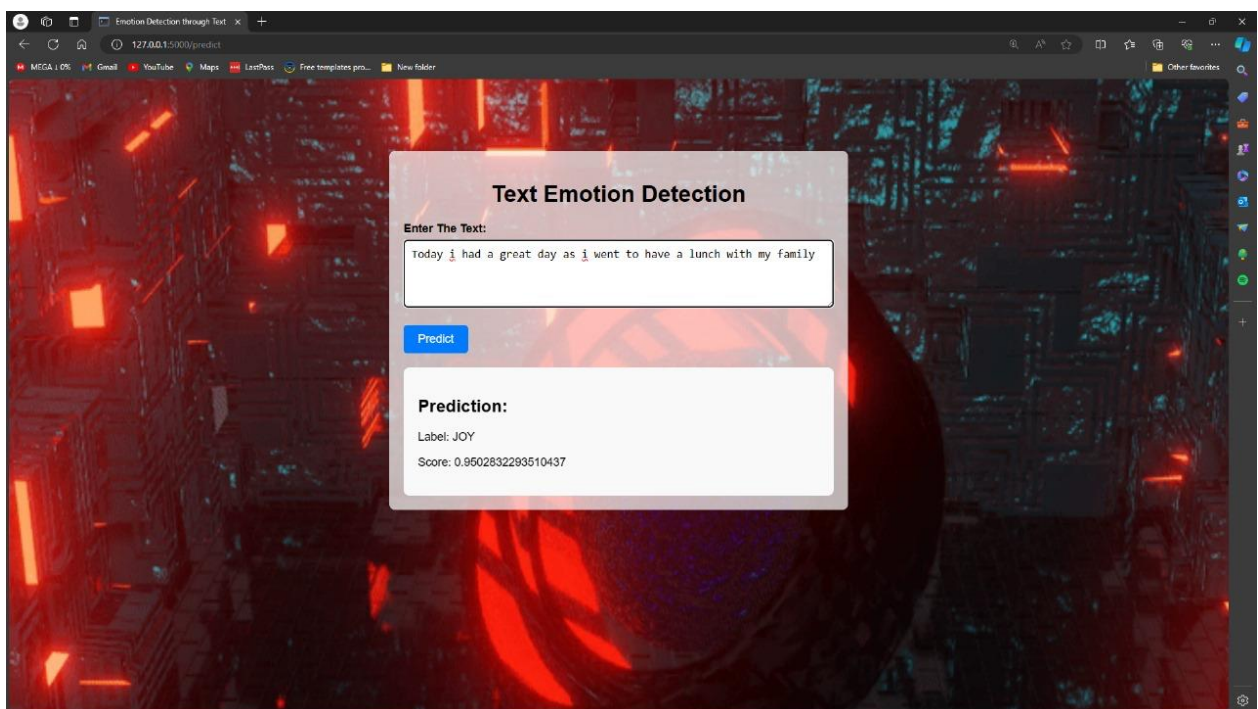 Emotion Detection through Text
127.0.0.1:5000/predict
MEGA ↓ 0%
Gmail
YouTube
Maps
LastPass
Free templates pro...
New folder
Other favorites
Text Emotion Detection
Enter The Text:
Today i had a great day as i went to have a lunch with my family
Predict
Prediction:
Label: JOY
Score: 0.9502832293510437